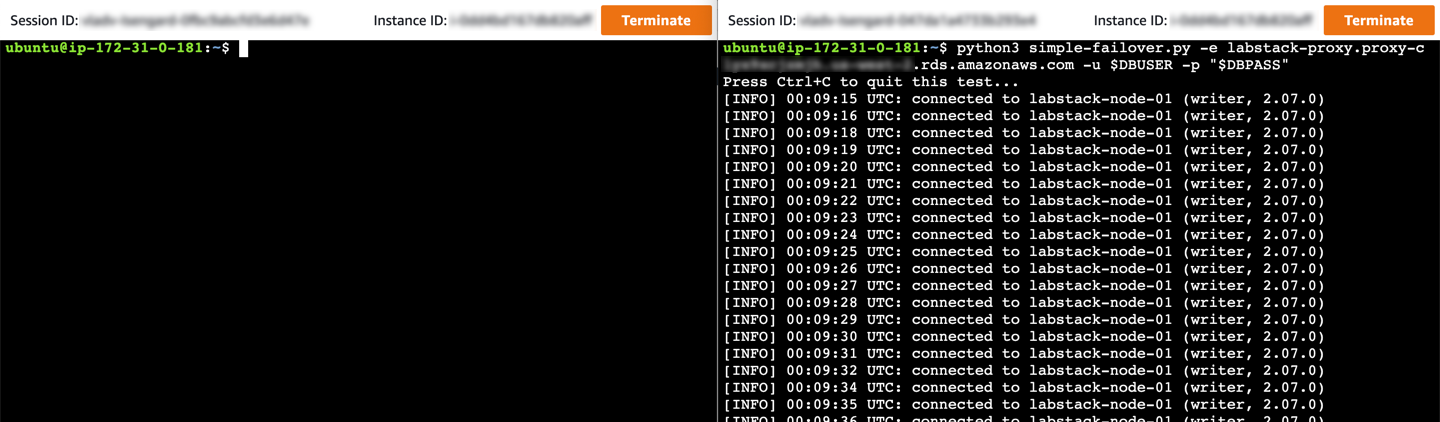 Session ID:
Instance ID:
Terminate
ubuntu@ip-172-31-0-181:~$
Session ID:
Instance ID:
Terminate
ubuntu@ip-172-31-0-181:~$ python3 simple-failover.py -e labstack-proxy.proxy-c
.rds.amazonaws.com -u $DBUSER -p "$DBPASS"
Press Ctrl+C to quit this test...
[INFO] 00:09:15 UTC: connected to labstack-node-01 (writer, 2.07.0)
[INFO] 00:09:16 UTC: connected to labstack-node-01 (writer, 2.07.0)
[INFO] 00:09:18 UTC: connected to labstack-node-01 (writer, 2.07.0)
[INFO] 00:09:19 UTC: connected to labstack-node-01 (writer, 2.07.0)
[INFO] 00:09:20 UTC: connected to labstack-node-01 (writer, 2.07.0)
[INFO] 00:09:21 UTC: connected to labstack-node-01 (writer, 2.07.0)
[INFO] 00:09:22 UTC: connected to labstack-node-01 (writer, 2.07.0)
[INFO] 00:09:23 UTC: connected to labstack-node-01 (writer, 2.07.0)
[INFO] 00:09:24 UTC: connected to labstack-node-01 (writer, 2.07.0)
[INFO] 00:09:25 UTC: connected to labstack-node-01 (writer, 2.07.0)
[INFO] 00:09:26 UTC: connected to labstack-node-01 (writer, 2.07.0)
[INFO] 00:09:27 UTC: connected to labstack-node-01 (writer, 2.07.0)
[INFO] 00:09:28 UTC: connected to labstack-node-01 (writer, 2.07.0)
[INFO] 00:09:29 UTC: connected to labstack-node-01 (writer, 2.07.0)
[INFO] 00:09:30 UTC: connected to labstack-node-01 (writer, 2.07.0)
[INFO] 00:09:31 UTC: connected to labstack-node-01 (writer, 2.07.0)
[INFO] 00:09:32 UTC: connected to labstack-node-01 (writer, 2.07.0)
[INFO] 00:09:34 UTC: connected to labstack-node-01 (writer, 2.07.0)
[INFO] 00:09:35 UTC: connected to labstack-node-01 (writer, 2.07.0)
[INFO] 00:09:36 UTC: connected to labstack-node-01 (writer, 2.07.0)